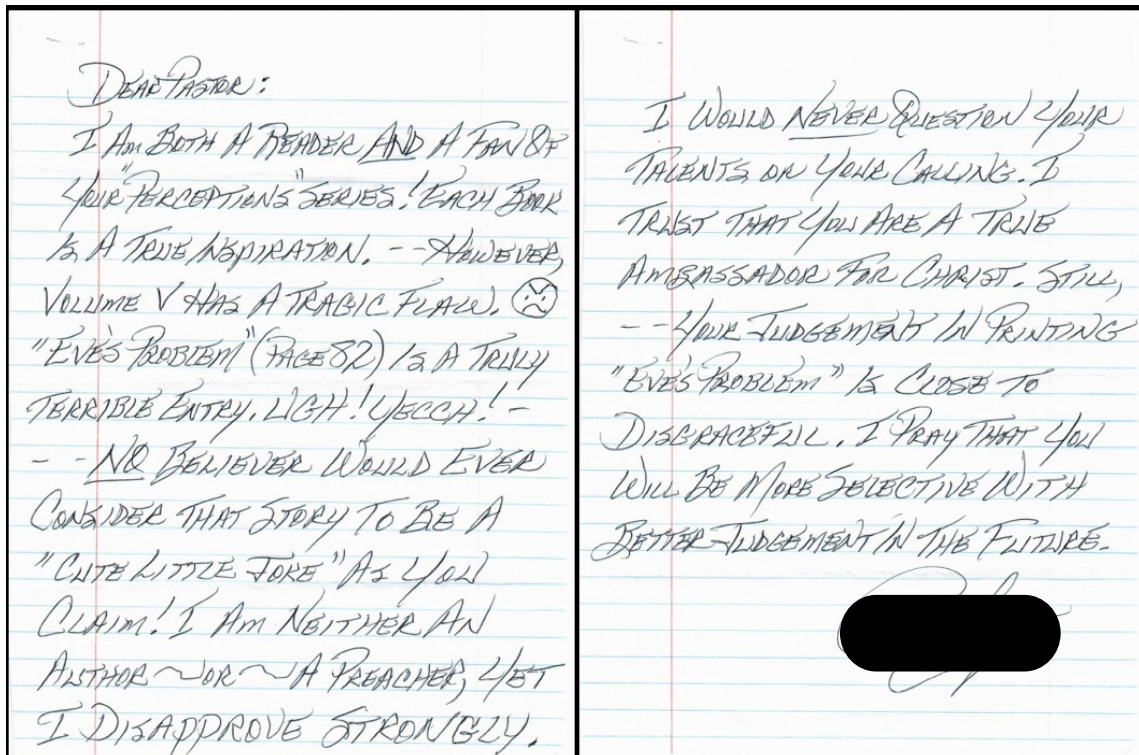 DEAR PASTOR:
I AM BOTH A READER AND A FAN OF
YOUR "PERCEPTIONS" SERIES! EACH BOOK
IS A TRUE INSPIRATION. -- HOWEVER,
VOLUME V HAS A TRAGIC FLAW.
"EVE'S PROBLEM" (PAGE 82) IS A TRULY
TERRIBLE ENTRY. UGH! YECCH! -
-- NO BELIEVER WOULD EVER
CONSIDER THAT STORY TO BE A
"CUTE LITTLE JOKE" AS YOU
CLAIM! I AM NEITHER AN
AUTHOR ~OR~ A PREACHER, YET
I DISAPPROVE STRONGLY.
I WOULD NEVER QUESTION YOUR
TALENTS OR YOUR CALLING. I
TRUST THAT YOU ARE A TRUE
AMBASSADOR FOR CHRIST. STILL,
-- YOUR JUDGEMENT IN PRINTING
"EVE'S PROBLEM" IS CLOSE TO
DISGRACEFUL. I PRAY THAT YOU
WILL BE MORE SELECTIVE WITH
BETTER JUDGEMENT IN THE FUTURE.